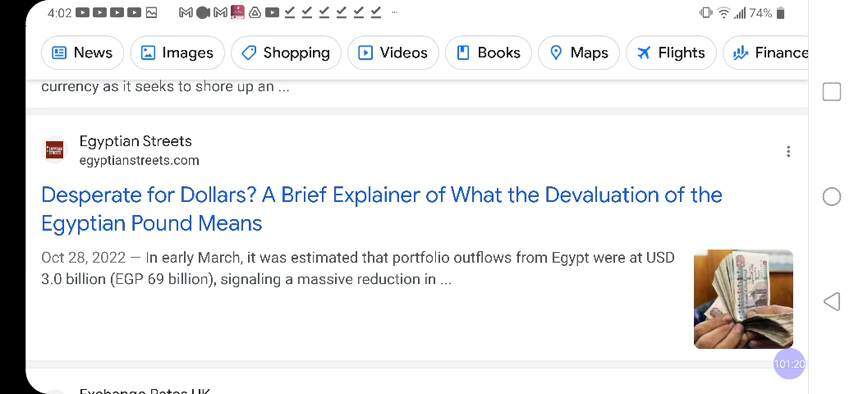 4:02 74%
News Images Shopping Videos Books Maps Flights Finance
currency as it seeks to shore up an ...
Egyptian Streets
egyptianstreets.com
Desperate for Dollars? A Brief Explainer of What the Devaluation of the
Egyptian Pound Means
Oct 28, 2022 — In early March, it was estimated that portfolio outflows from Egypt were at USD
3.0 billion (EGP 69 billion), signaling a massive reduction in ...
101:20
Exchange Rates UK